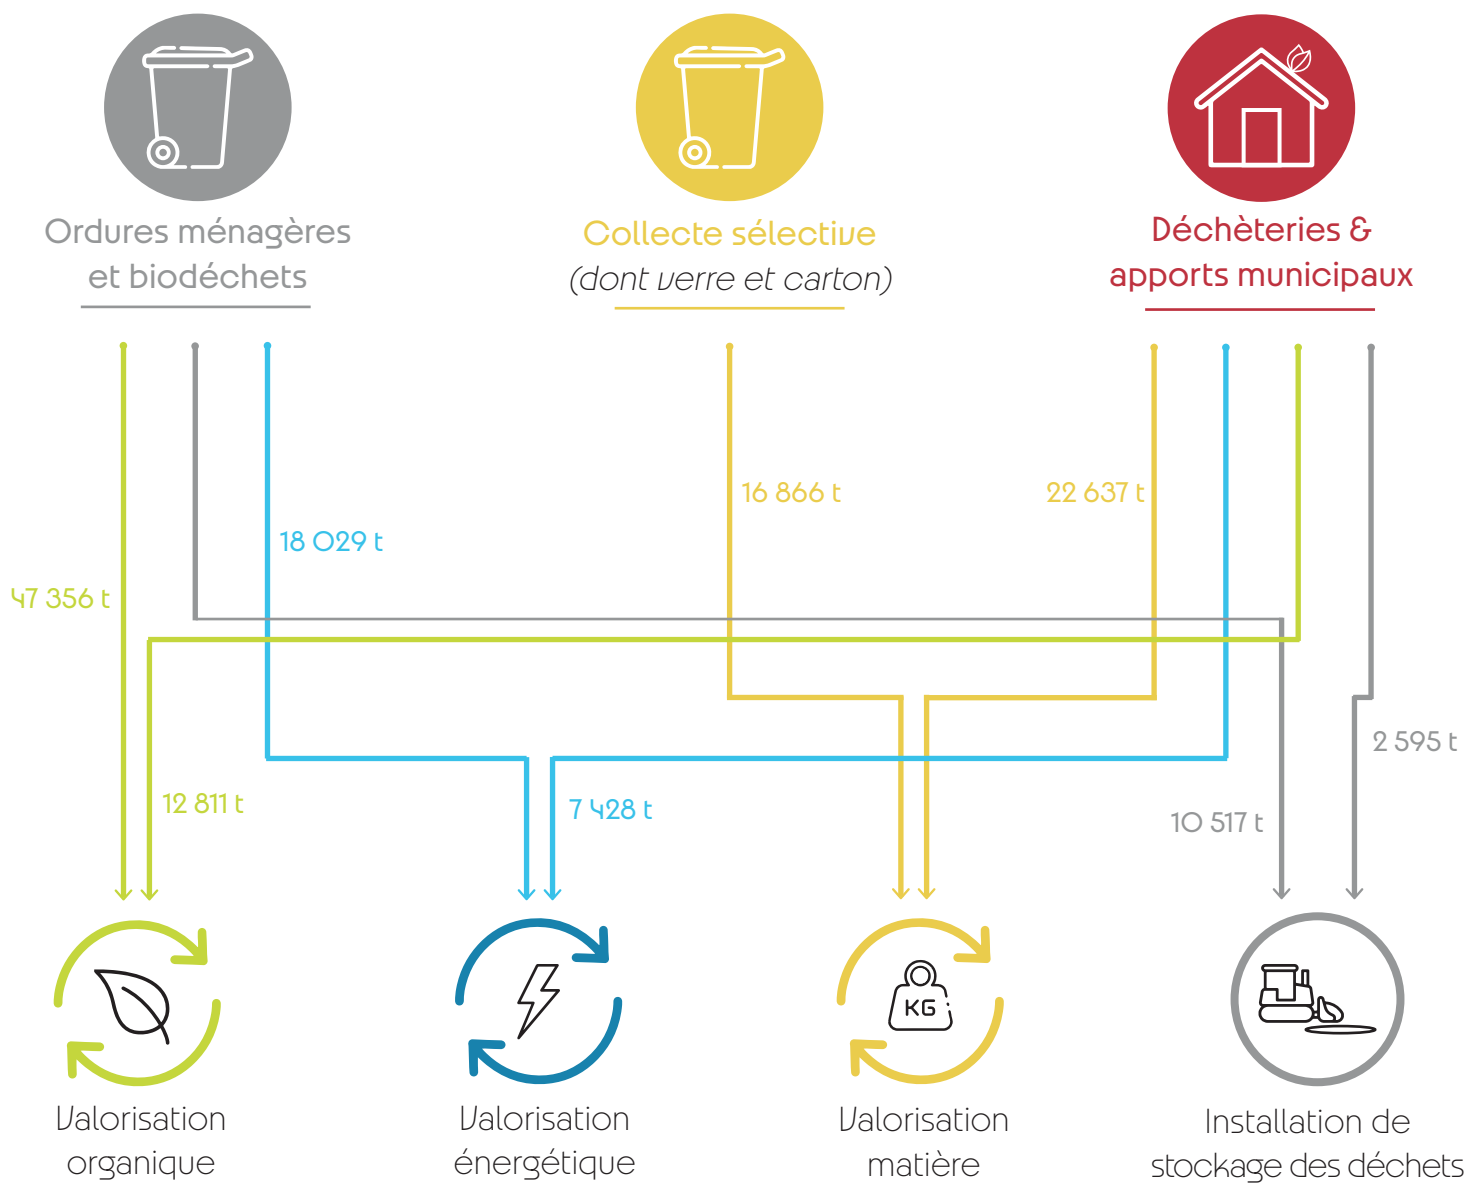 Ordures ménagères
et biodéchets
Collecte sélective
(dont verre et carton)
Déchèteries &
apports municipaux
16 866 t
22 637 t
18 029 t
47 356 t
2 595 t
12 811 t
7 428 t
10 517 t
KG
Valorisation
organique
Valorisation
énergétique
Valorisation
matière
Installation de
stockage des déchets